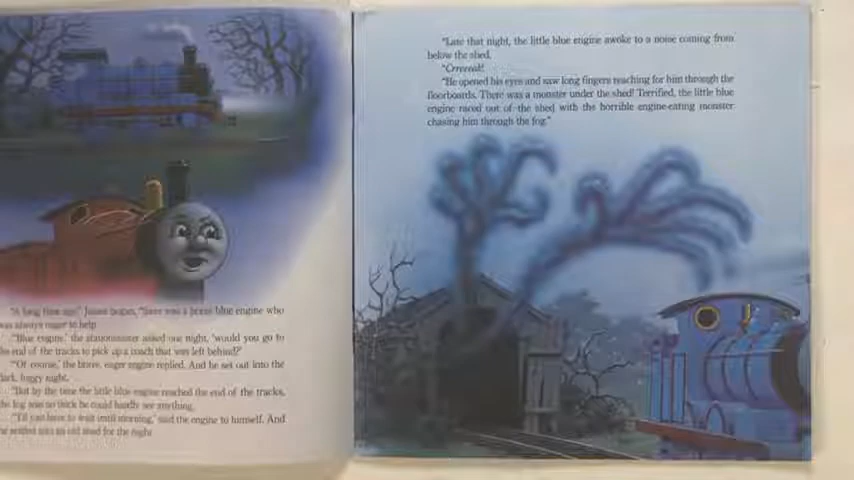 "A long time ago," James began, "there was a brave blue engine who
was always eager to help.
"'Blue engine,' the stationmaster asked one night, 'would you go to
the end of the tracks to pick up a coach that was left behind?'
"'Of course,' the brave, eager engine replied. And he set out into the
dark, foggy night.
"But by the time the little blue engine reached the end of the tracks,
the fog was so thick he could hardly see anything.
"'I'll just have to wait until morning,' said the engine to himself. And
he settled into an old shed for the night.
"Late that night, the little blue engine awoke to a noise coming from
below the shed.
"Crrreeak!
"He opened his eyes and saw long fingers reaching for him through the
floorboards. There was a monster under the shed! Terrified, the little blue
engine raced out of the shed with the horrible engine-eating monster
chasing him through the fog."